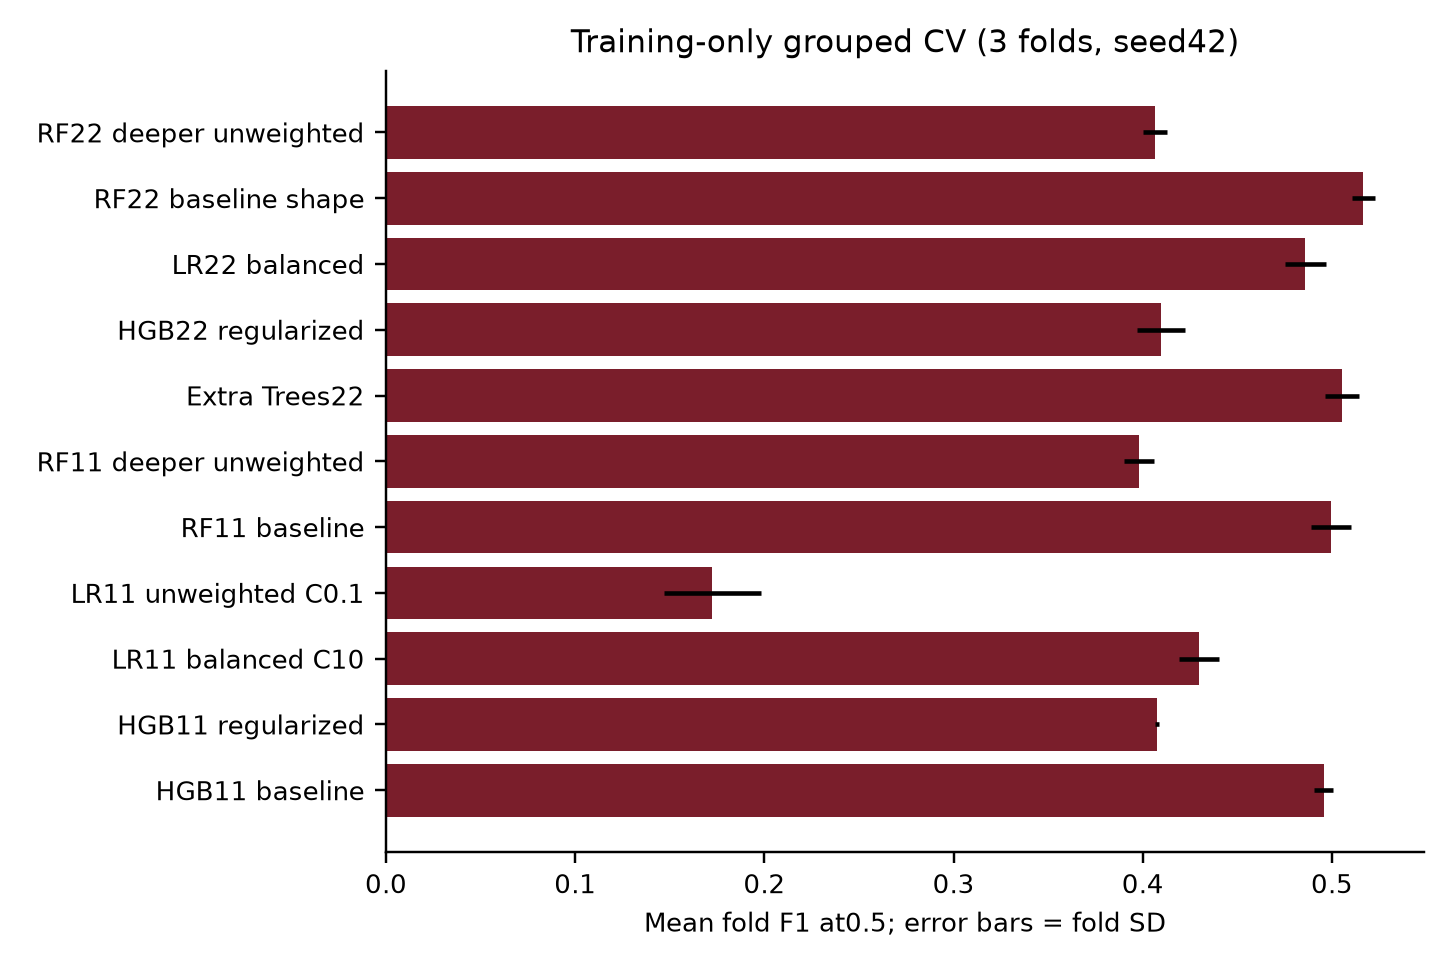 Training-only grouped CV (3 folds, seed42)
RF22 deeper unweighted
RF22 baseline shape
LR22 balanced
HGB22 regularized
Extra Trees22
RF11 deeper unweighted
RF11 baseline
LR11 unweighted C0.1
LR11 balanced C10
HGB11 regularized
HGB11 baseline
0.0 0.1 0.2 0.3 0.4 0.5
Mean fold F1 at0.5; error bars = fold SD